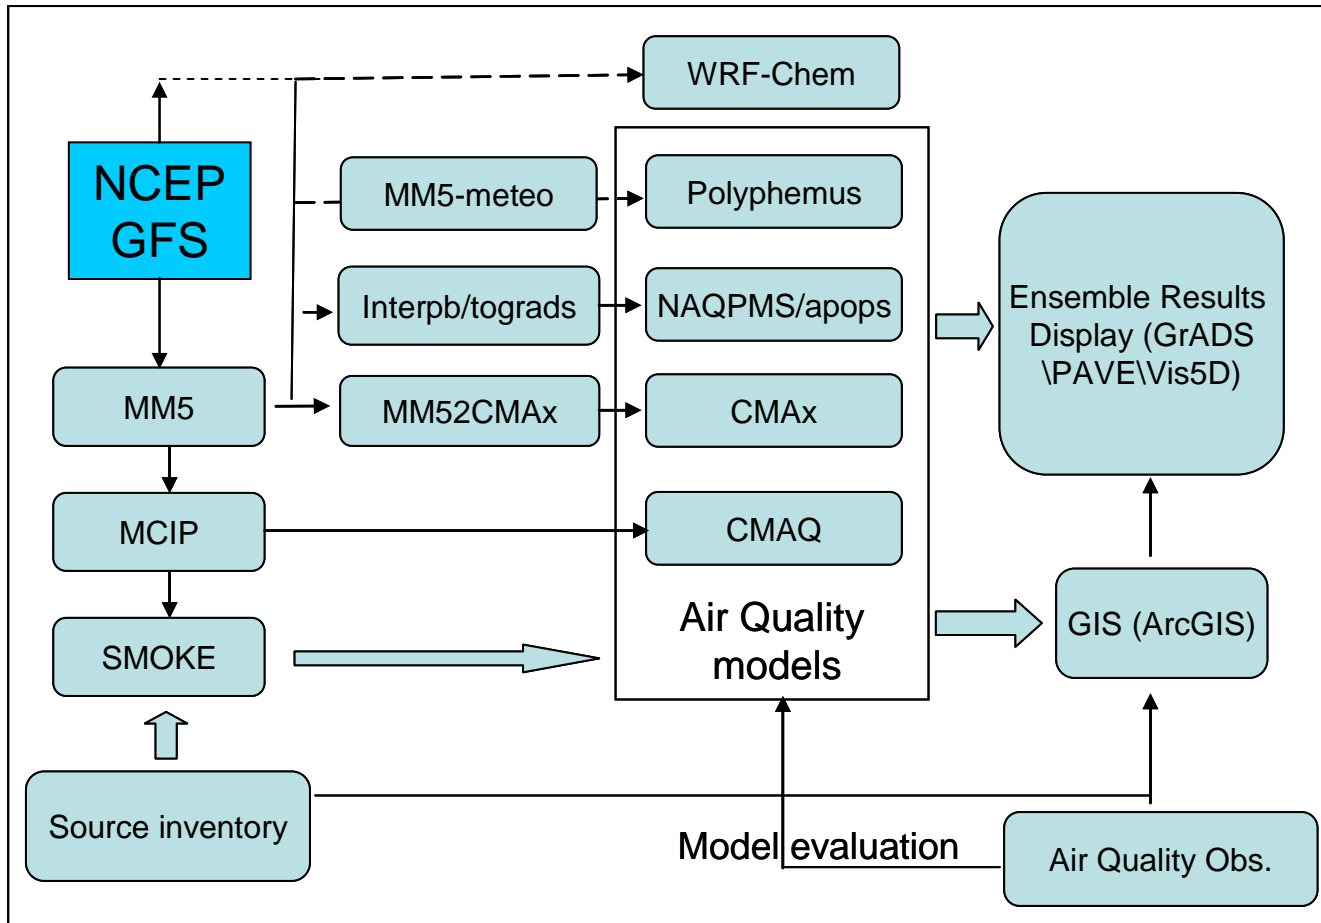 WRF-Chem
NCEP
GFS
MM5-meteo
Polyphemus
Interpb/tograds
NAQPMS/apops
Ensemble Results
Display (GrADS
\PAVE\Vis5D)
MM5
MM52CMAx
CMAx
MCIP
CMAQ
SMOKE
Air Quality
models
GIS (ArcGIS)
Source inventory
Model evaluation
Air Quality Obs.